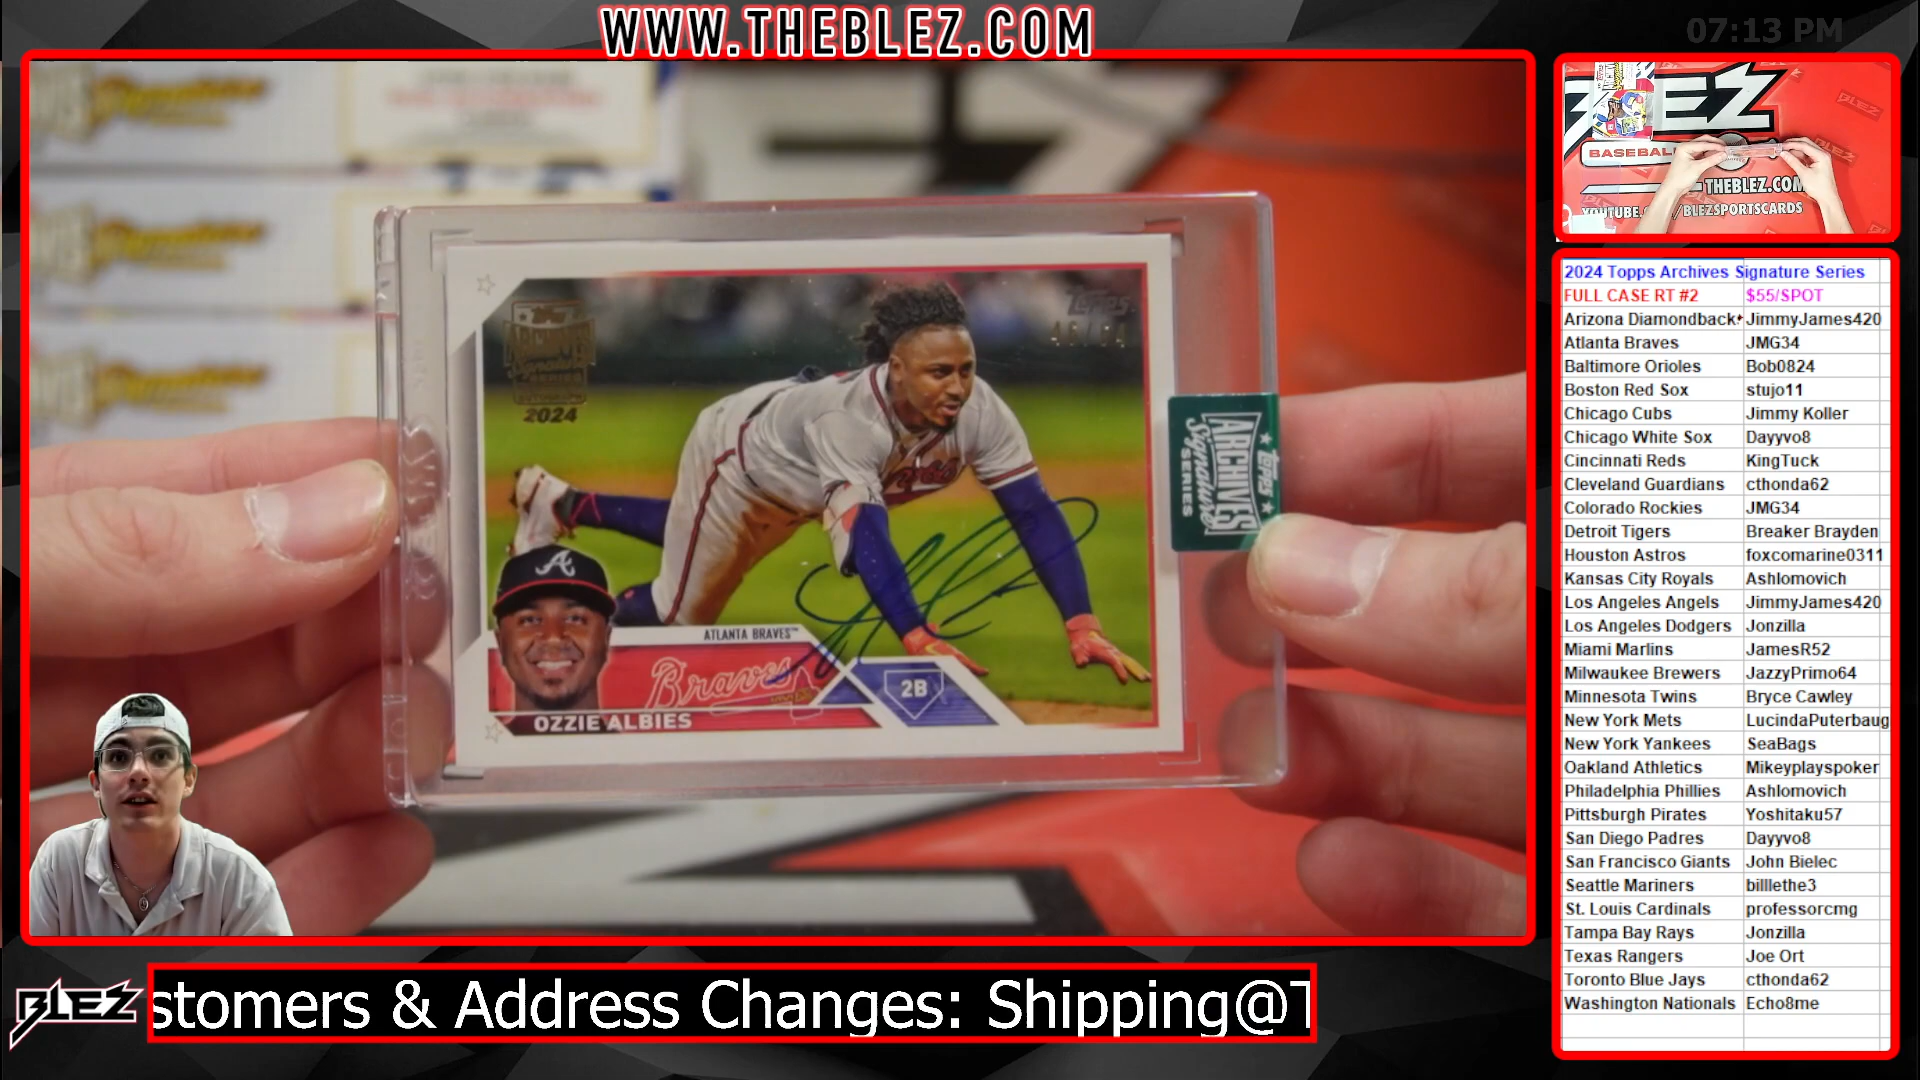 WWW.THEBLEZ.COM
07:13 PM
Topps
ARCHIVES
SIGNATURE
SERIES
2024
ATLANTA BRAVES™
Braves
2B
OZZIE ALBIES
A
TOPPS
ARCHIVES
Signature
SERIES
EZ
BASEBAL
THEBLEZ.COM
YOUTUBE.C /BLEZSPORTSCARDS
2024 Topps Archives Signature Series
FULL CASE RT #2 $55/SPOT
Arizona Diamondback JimmyJames420
Atlanta Braves JMG34
Baltimore Orioles Bob0824
Boston Red Sox stujo11
Chicago Cubs Jimmy Koller
Chicago White Sox Dayyvo8
Cincinnati Reds KingTuck
Cleveland Guardians cthonda62
Colorado Rockies JMG34
Detroit Tigers Breaker Brayden
Houston Astros foxcomarine0311
Kansas City Royals Ashlomovich
Los Angeles Angels JimmyJames420
Los Angeles Dodgers Jonzilla
Miami Marlins JamesR52
Milwaukee Brewers JazzyPrimo64
Minnesota Twins Bryce Cawley
New York Mets LucindaPuterbaug
New York Yankees SeaBags
Oakland Athletics Mikeyplayspoker
Philadelphia Phillies Ashlomovich
Pittsburgh Pirates Yoshitaku57
San Diego Padres Dayyvo8
San Francisco Giants John Bielec
Seattle Mariners billlethe3
St. Louis Cardinals professorcmg
Tampa Bay Rays Jonzilla
Texas Rangers Joe Ort
Toronto Blue Jays cthonda62
Washington Nationals Echo8me
BLEZ
stomers & Address Changes: Shipping@T